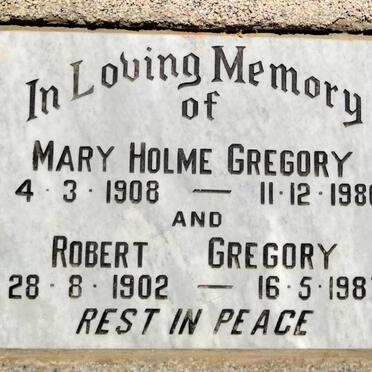 In Loving Memory
of
MARY HOLME GREGORY
4 · 3 · 1908 — 11 · 12 · 1980
AND
ROBERT GREGORY
28 · 8 · 1902 — 16 · 5 · 198
REST IN PEACE